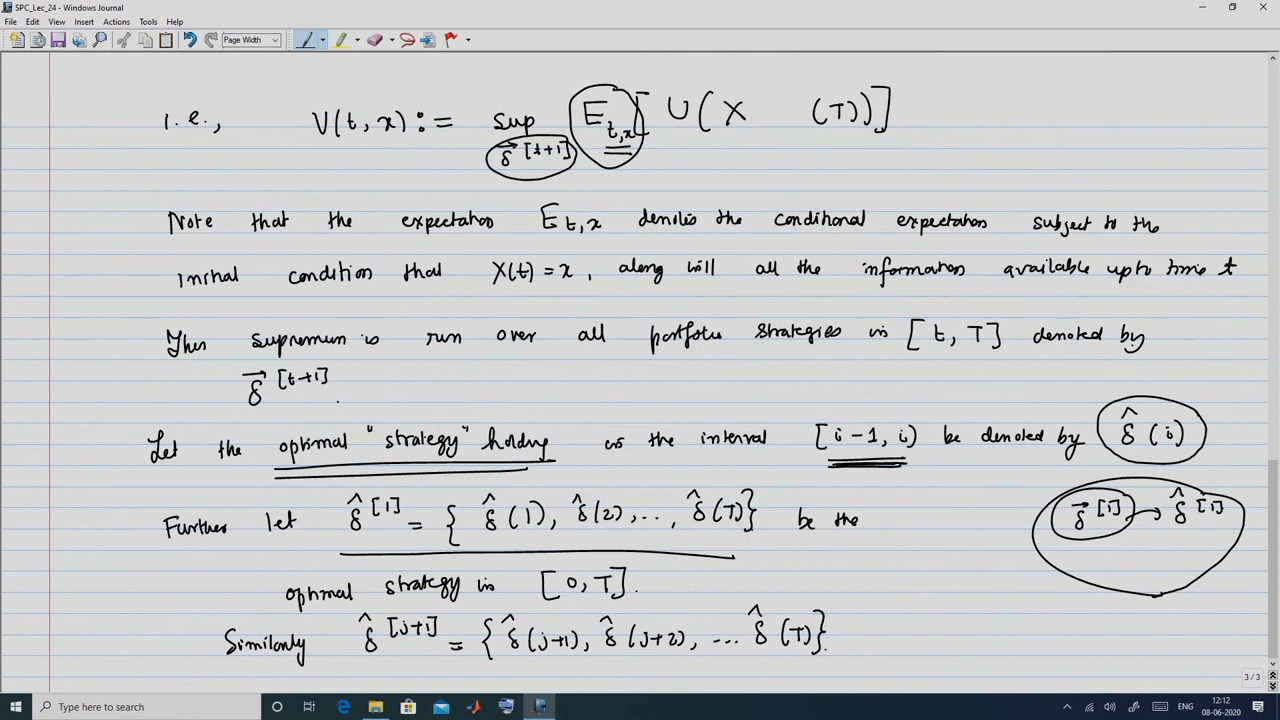 SPC_Lec_24 - Windows Journal
File Edit View Insert Actions Tools Help
Page Width
i.e., V(t, x) := sup E_{t,x} [ U( X (T))]
δ⃗^{[t+1]}
Note that the expectation E_{t,x} denotes the conditional expectation subject to the
initial condition that X(t) = x, along with all the information available upto time t
This supremum is run over all portfolio strategies in [t, T] denoted by
δ⃗^{[t+1]}.
Let the optimal "strategy" holding in the interval [i-1, i) be denoted by δ̂(i)
Further let δ̂^{[1]} = { δ̂(1), δ̂(2), .., δ̂(T)} be the
δ⃗^{[1]} → δ̂^{[1]}
optimal strategy in [0, T].
Similarly δ̂^{[j+1]} = { δ̂(j+1), δ̂(j+2), ... δ̂(T)}.
3 / 3
Type here to search
ENG
12:12
08-06-2020